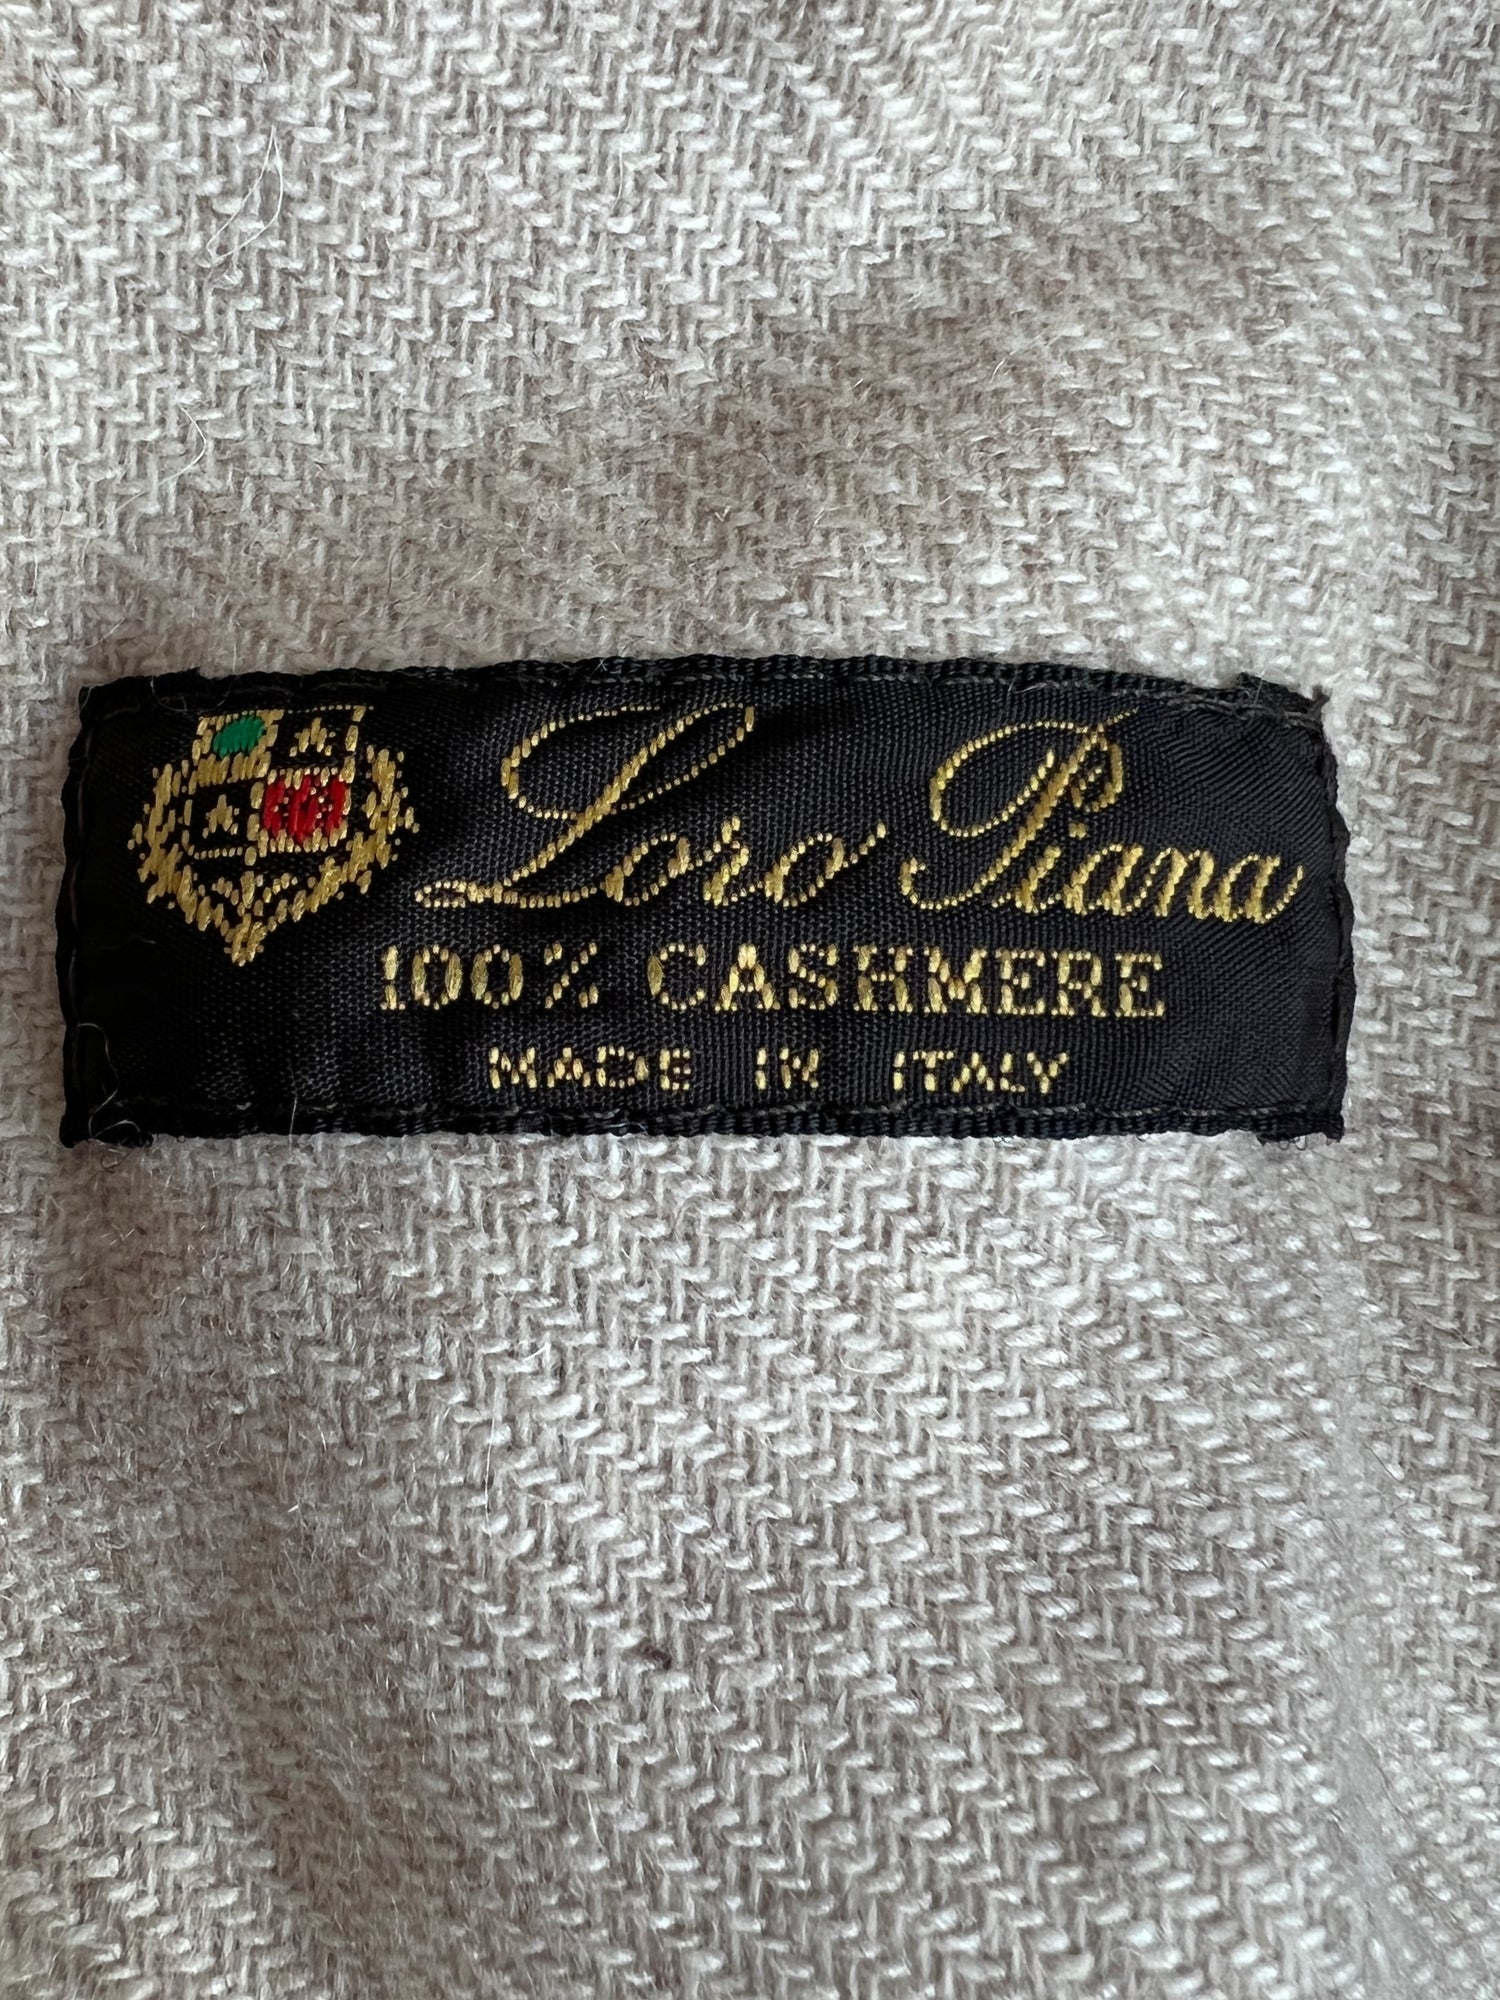 Loro Piana
100% CASHMERE
MADE IN ITALY